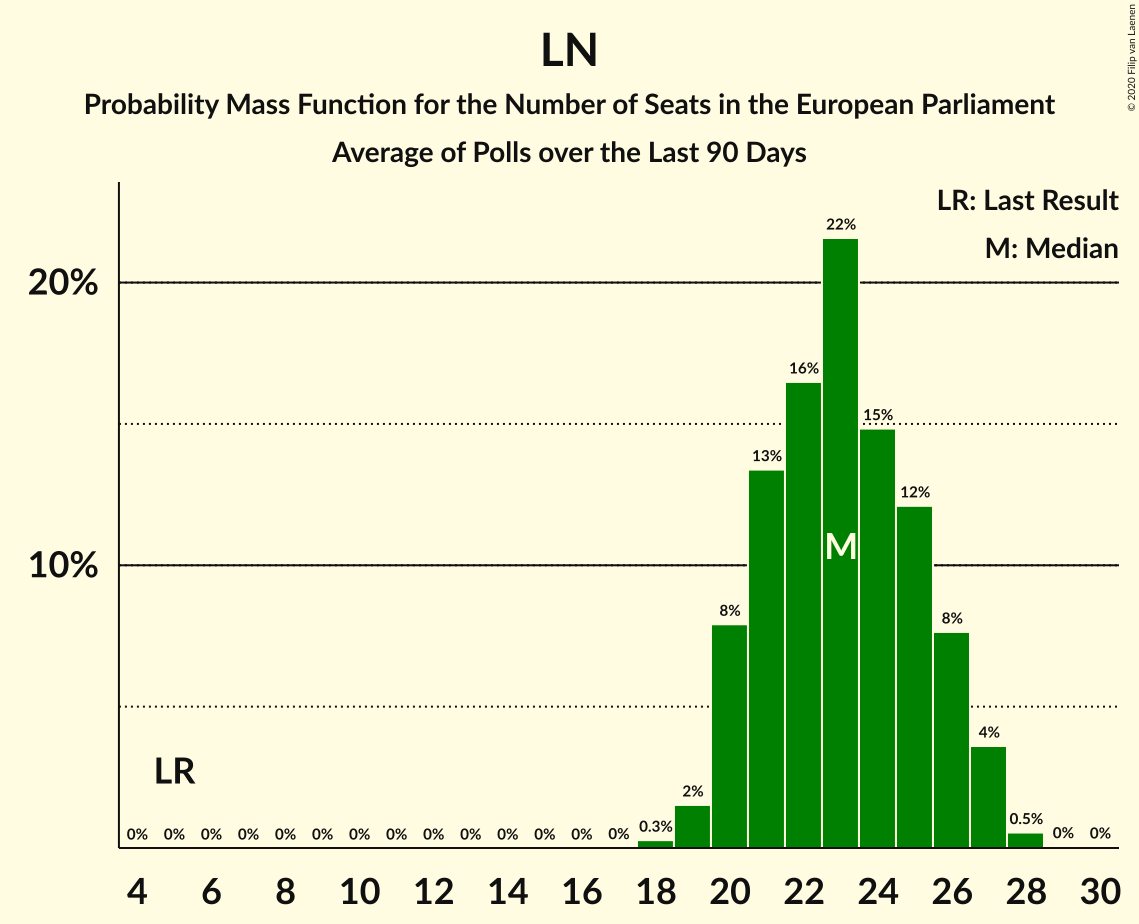 LN
Probability Mass Function for the Number of Seats in the European Parliament
Average of Polls over the Last 90 Days
© 2020 Filip van Laenen
LR: Last Result
M: Median
20%
10%
22%
16%
15%
13%
12%
8%
8%
4%
2%
0.3%
0.5%
M
LR
0% 0% 0% 0% 0% 0% 0% 0% 0% 0% 0% 0% 0% 0% 0% 0%
4 6 8 10 12 14 16 18 20 22 24 26 28 30